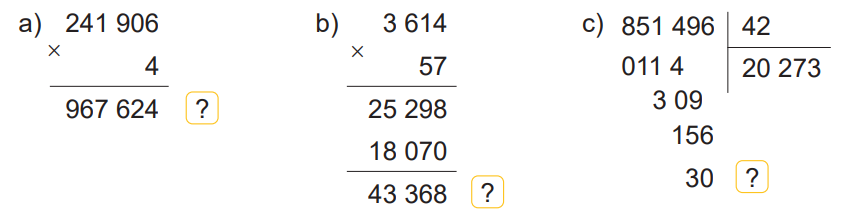 a) 241 906
×
4
967 624 ?
b) 3 614
×
57
25 298
18 070
43 368 ?
c) 851 496 42
011 4 20 273
3 09
156
30 ?